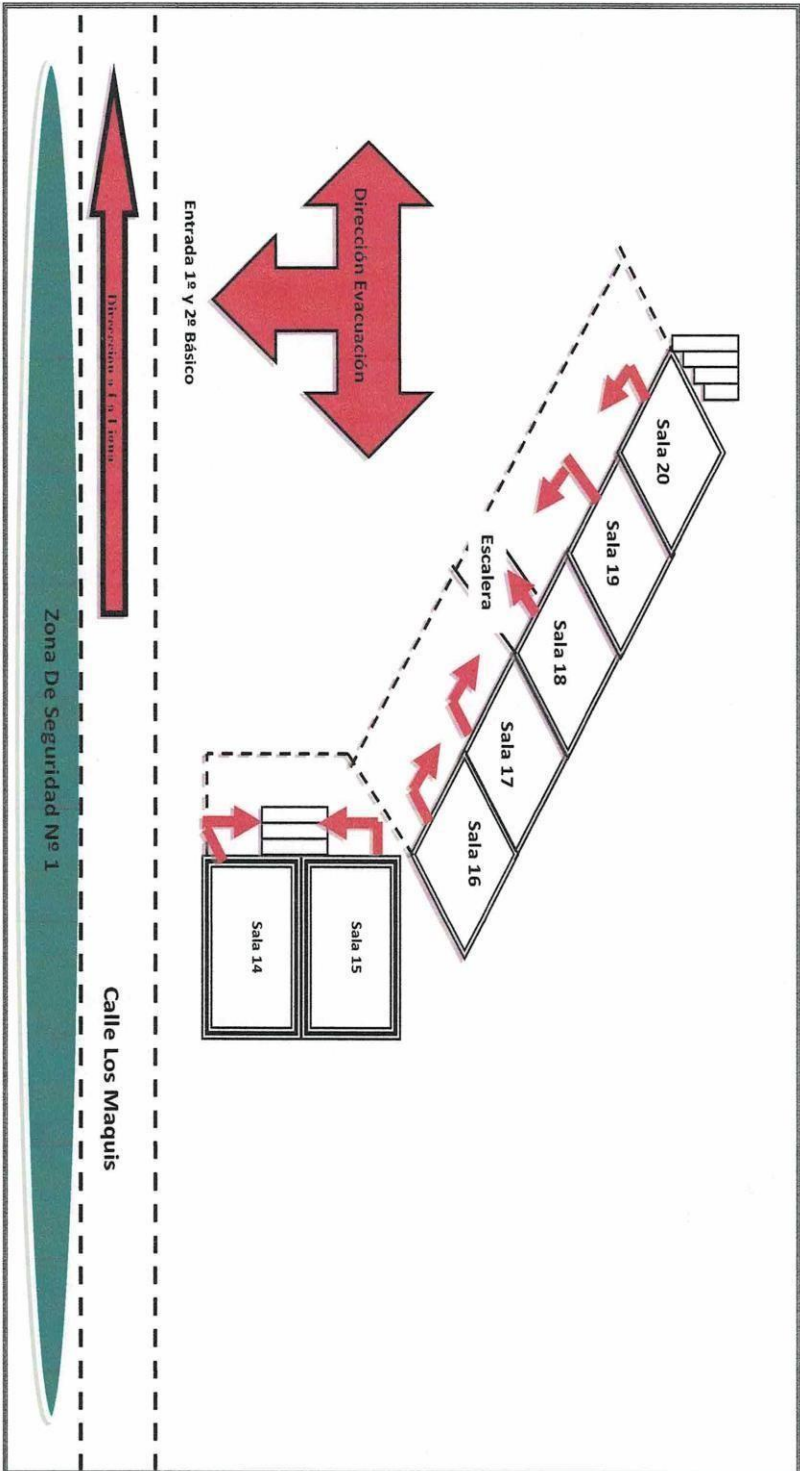 Sala 20
Sala 19
Sala 18
Sala 17
Sala 16
Escalera
Sala 15
Sala 14
Dirección Evacuación
Entrada 1º y 2º Básico
Calle Los Maquis
Zona De Seguridad Nº 1